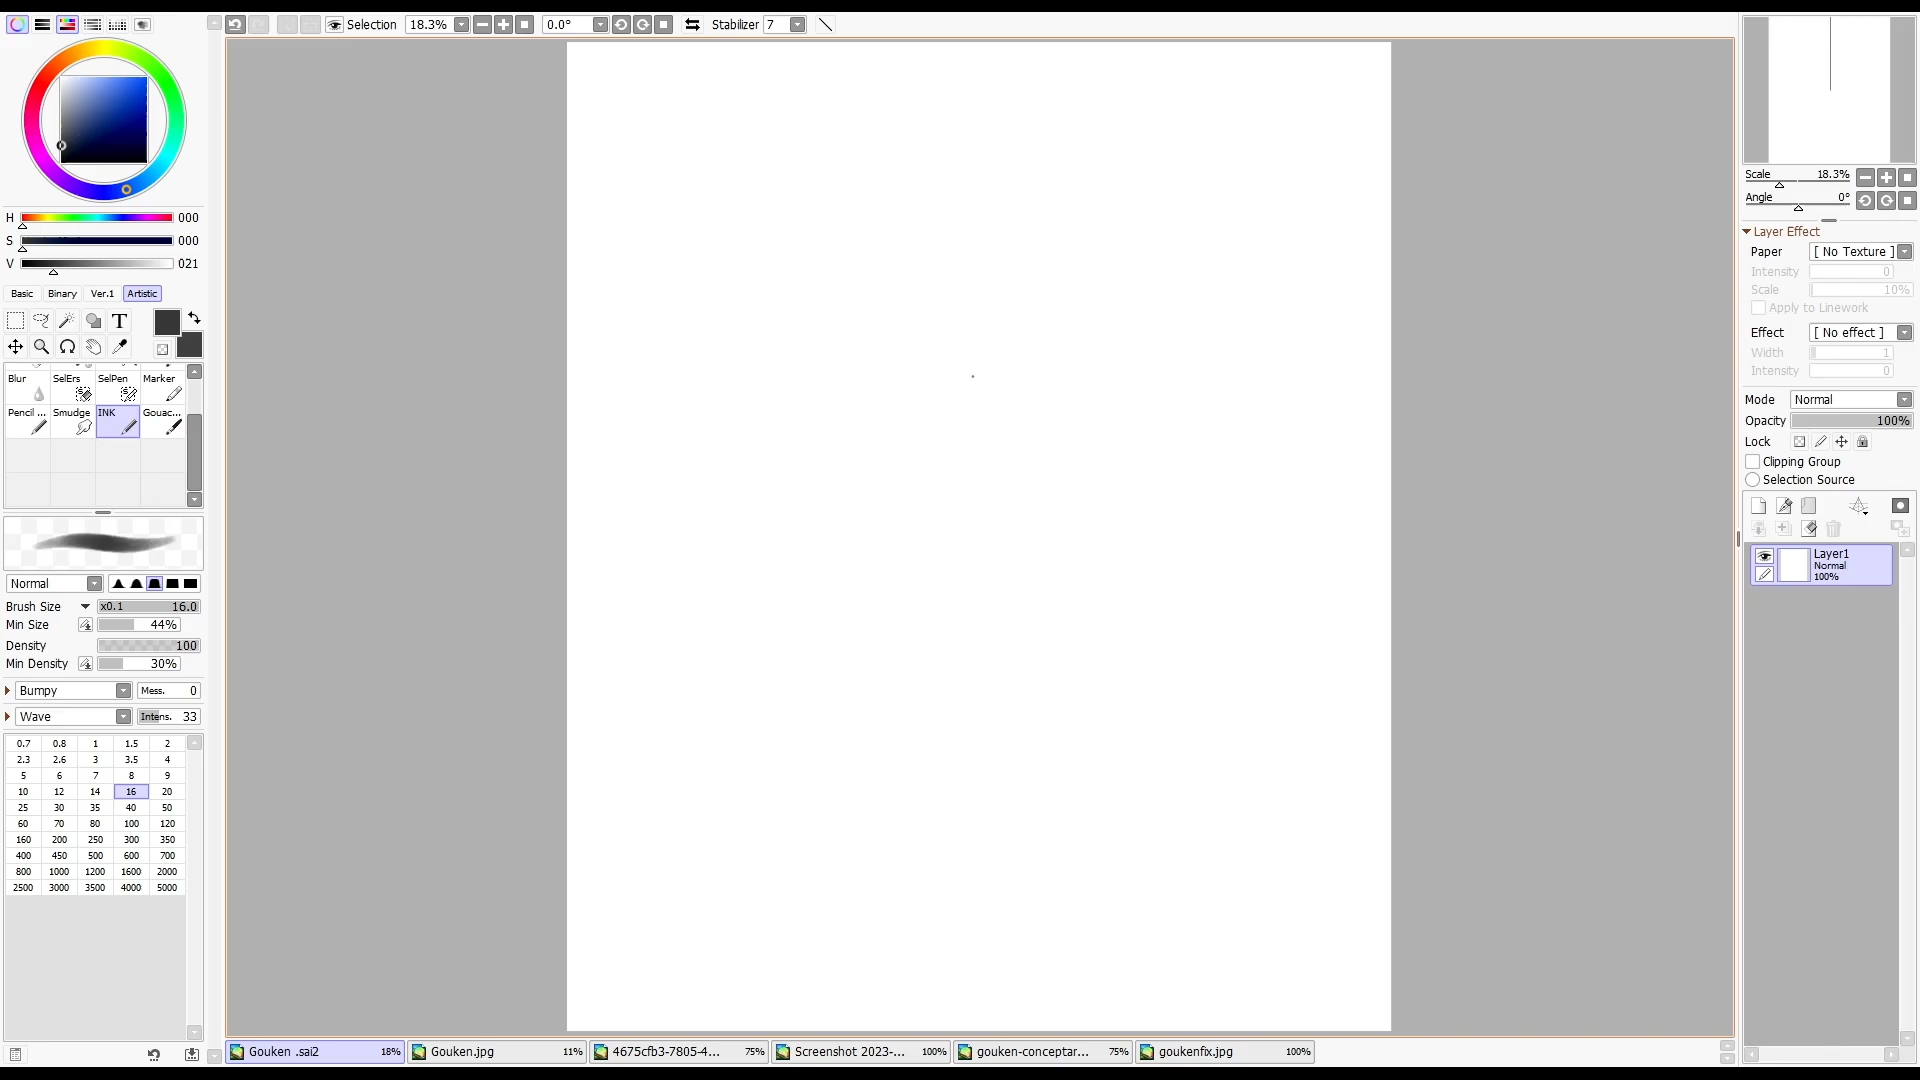 Selection 18.3% 0.0° Stabilizer 7
H 000
S 000
V 021
Basic Binary Ver.1 Artistic
T
Blur SelErs SelPen Marker
Pencil ... Smudge INK Gouac...
Normal
Brush Size x0.1 16.0
Min Size 44%
Density 100
Min Density 30%
Bumpy Mess. 0
Wave Intens. 33
0.7 0.8 1 1.5 2
2.3 2.6 3 3.5 4
5 6 7 8 9
10 12 14 16 20
25 30 35 40 50
60 70 80 100 120
160 200 250 300 350
400 450 500 600 700
800 1000 1200 1600 2000
2500 3000 3500 4000 5000
Gouken .sai2 18% Gouken.jpg 11% 4675cfb3-7805-4... 75% Screenshot 2023-... 100% gouken-conceptar... 75% goukenfix.jpg 100%
Scale 18.3%
Angle 0°
Layer Effect
Paper [ No Texture ]
Intensity 0
Scale 10%
Apply to Linework
Effect [ No effect ]
Width 1
Intensity 0
Mode Normal
Opacity 100%
Lock
Clipping Group
Selection Source
Layer1
Normal
100%